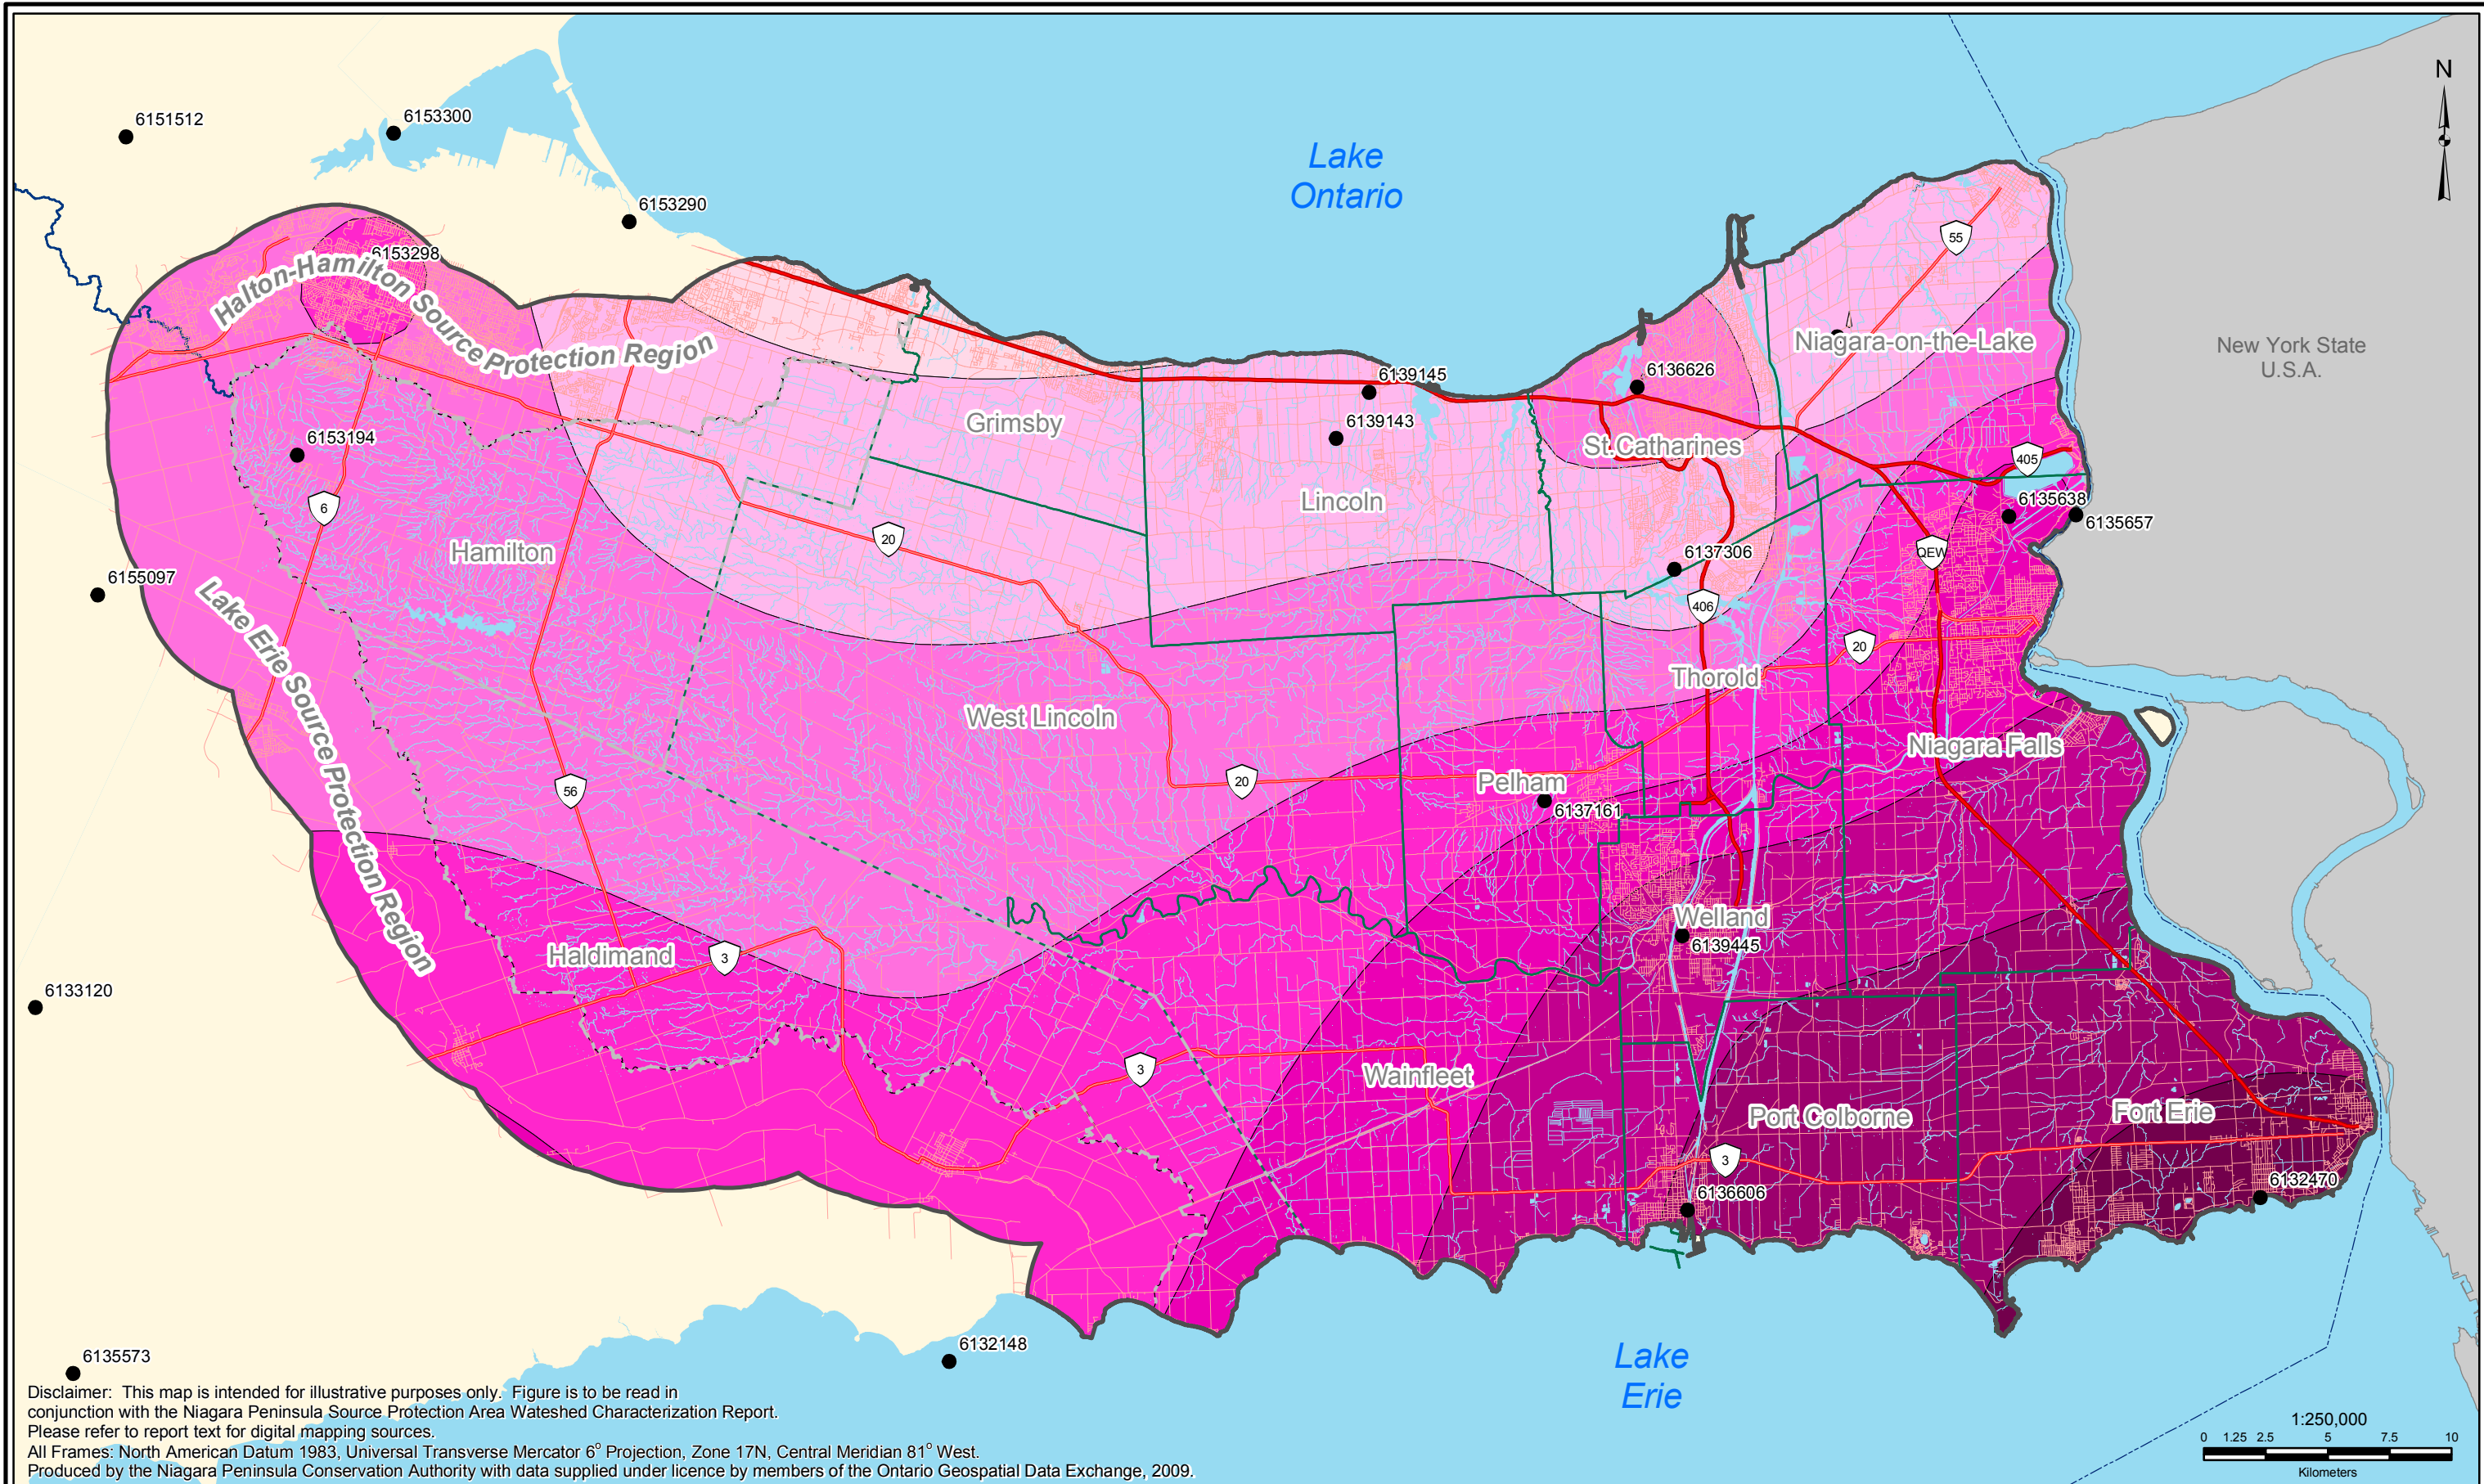 N
6151512
6153300
Lake
Ontario
6153290
55
6153298
Halton-Hamilton Source Protection Region
Niagara-on-the-Lake
New York State
U.S.A.
6139145
6136626
Grimsby
6139143
St.Catharines
6153194
405
Lincoln
6135638
6135657
6
20
Hamilton
QEW
6137306
6155097
406
Lake Erie Source Protection Region
20
Thorold
West Lincoln
Niagara Falls
20
Pelham
56
6137161
Welland
6139445
Haldimand
3
6133120
3
Wainfleet
Port Colborne
Fort Erie
3
6132470
6136606
6132148
6135573
Lake
Erie
Disclaimer: This map is intended for illustrative purposes only. Figure is to be read in
conjunction with the Niagara Peninsula Source Protection Area Wateshed Characterization Report.
Please refer to report text for digital mapping sources.
All Frames: North American Datum 1983, Universal Transverse Mercator 6° Projection, Zone 17N, Central Meridian 81° West.
Produced by the Niagara Peninsula Conservation Authority with data supplied under licence by members of the Ontario Geospatial Data Exchange, 2009.
1:250,000
0 1.25 2.5 5 7.5 10
Kilometers